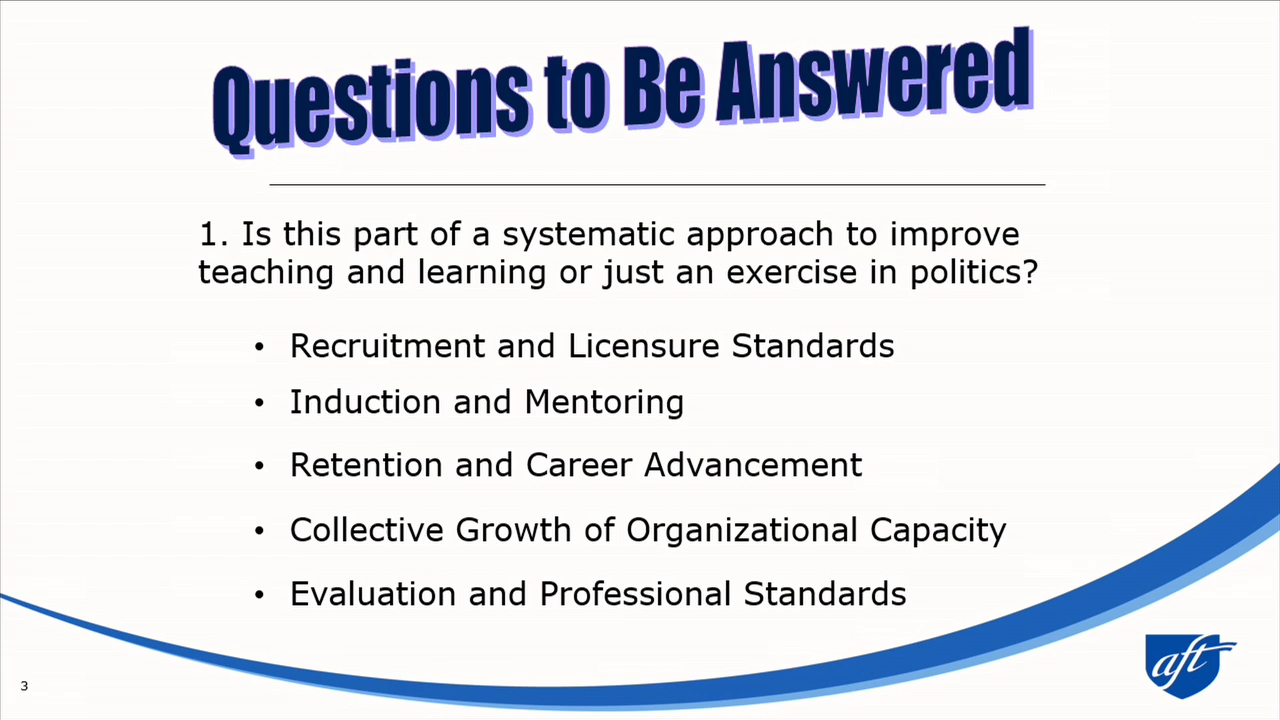 Questions to Be Answered
1. Is this part of a systematic approach to improve
teaching and learning or just an exercise in politics?
• Recruitment and Licensure Standards
• Induction and Mentoring
• Retention and Career Advancement
• Collective Growth of Organizational Capacity
• Evaluation and Professional Standards
aft
3